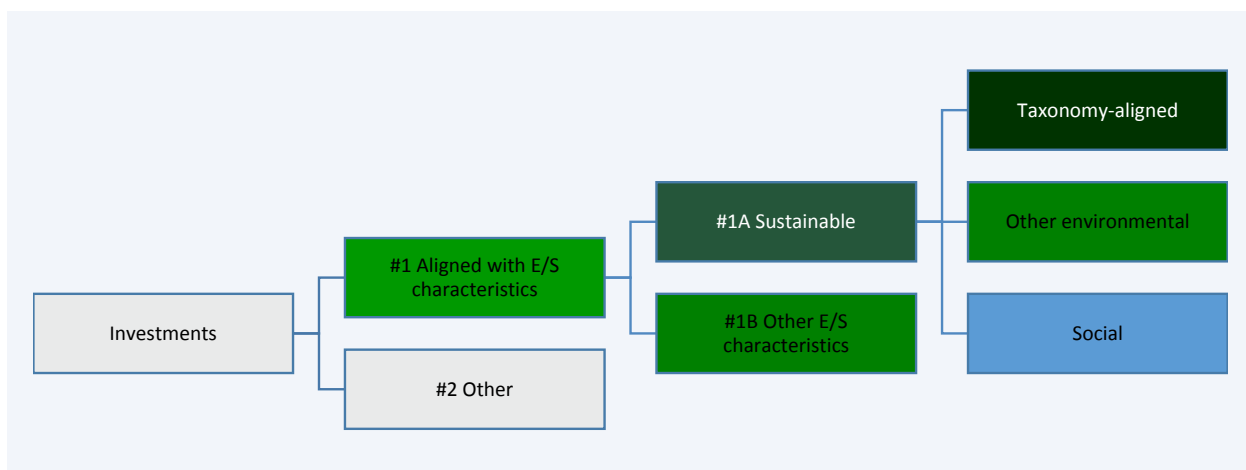 Investments
#1 Aligned with E/S
characteristics
#2 Other
#1A Sustainable
#1B Other E/S
characteristics
Taxonomy-aligned
Other environmental
Social